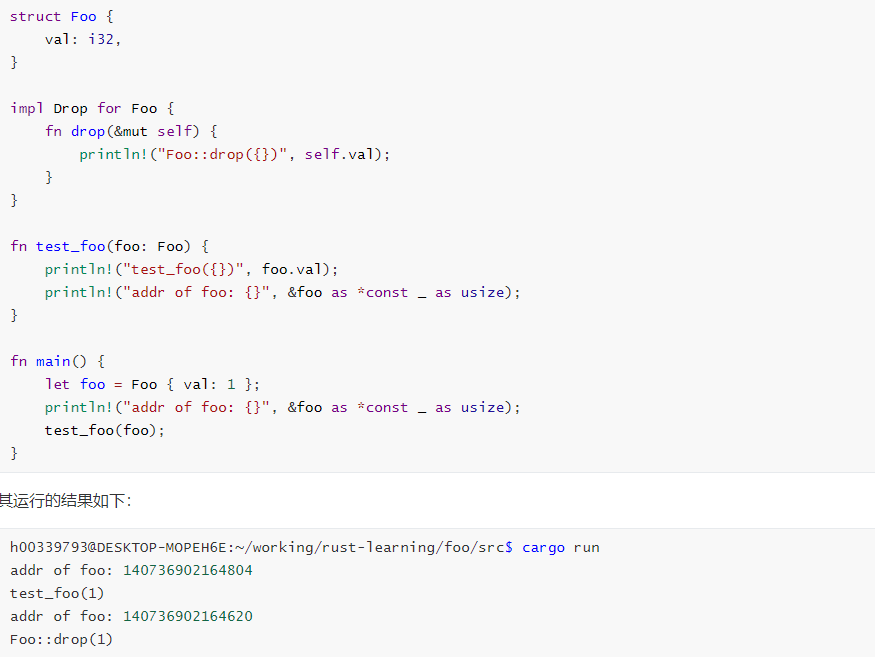 struct Foo {
    val: i32,
}

impl Drop for Foo {
    fn drop(&mut self) {
        println!("Foo::drop({})", self.val);
    }
}

fn test_foo(foo: Foo) {
    println!("test_foo({})", foo.val);
    println!("addr of foo: {}", &foo as *const _ as usize);
}

fn main() {
    let foo = Foo { val: 1 };
    println!("addr of foo: {}", &foo as *const _ as usize);
    test_foo(foo);
}
其运行的结果如下：
h00339793@DESKTOP-MOPEH6E:~/working/rust-learning/foo/src$ cargo run
addr of foo: 140736902164804
test_foo(1)
addr of foo: 140736902164620
Foo::drop(1)